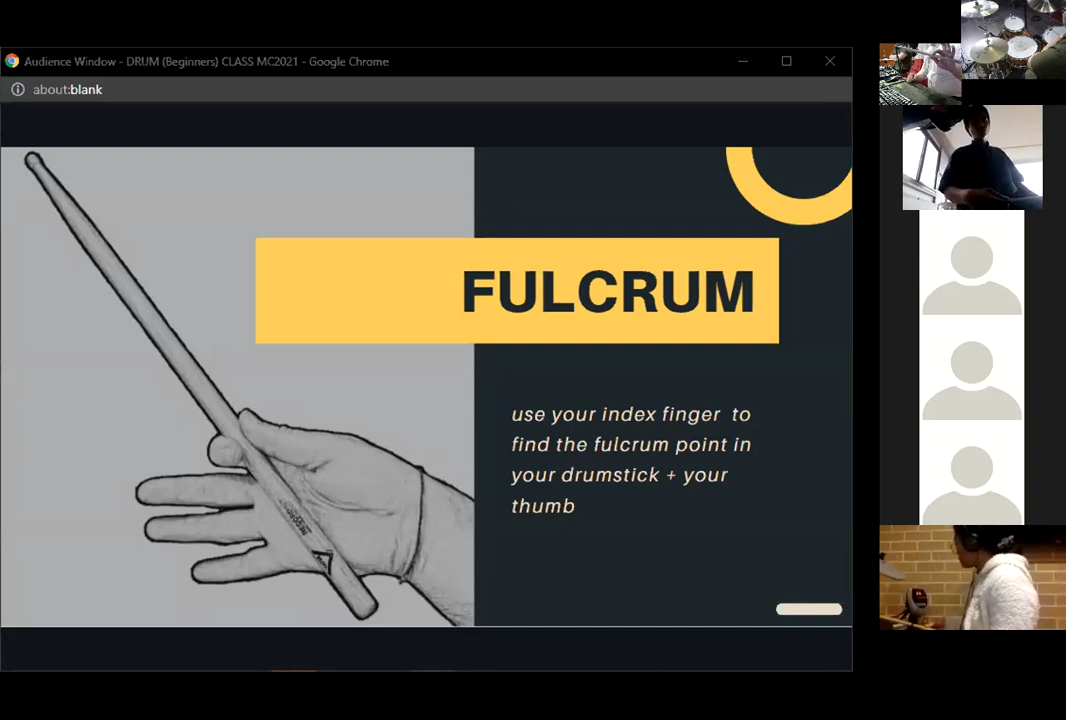 Audience Window - DRUM (Beginners) CLASS MC2021 - Google Chrome
about:blank
FULCRUM
use your index finger to
find the fulcrum point in
your drumstick + your
thumb